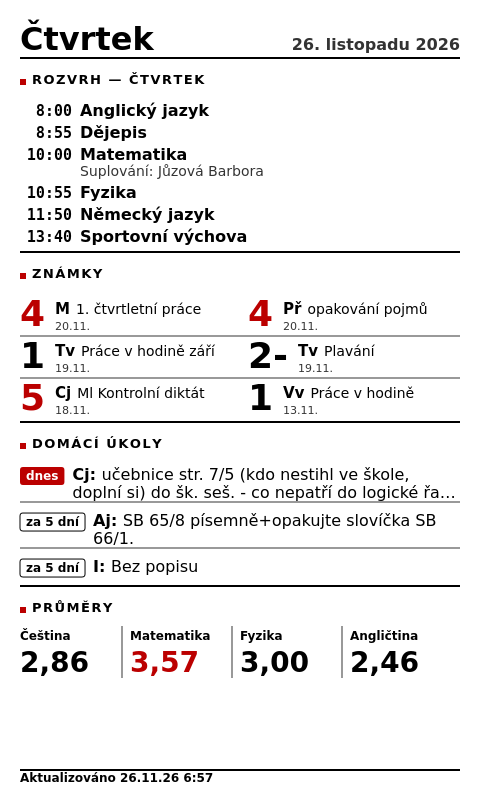 Čtvrtek
26. listopadu 2026
ROZVRH — ČTVRTEK
8:00 Anglický jazyk
8:55 Dějepis
10:00 Matematika
Suplování: Jůzová Barbora
10:55 Fyzika
11:50 Německý jazyk
13:40 Sportovní výchova
ZNÁMKY
4 M 1. čtvrtletní práce
20.11.
4 Př opakování pojmů
20.11.
1 Tv Práce v hodině září
19.11.
2- Tv Plavání
19.11.
5 Cj Ml Kontrolní diktát
18.11.
1 Vv Práce v hodině
13.11.
DOMÁCÍ ÚKOLY
dnes Cj: učebnice str. 7/5 (kdo nestihl ve škole,
doplní si) do šk. seš. - co nepatří do logické řa…
za 5 dní Aj: SB 65/8 písemně+opakujte slovíčka SB
66/1.
za 5 dní I: Bez popisu
PRŮMĚRY
Čeština Matematika Fyzika Angličtina
2,86 3,57 3,00 2,46
Aktualizováno 26.11.26 6:57